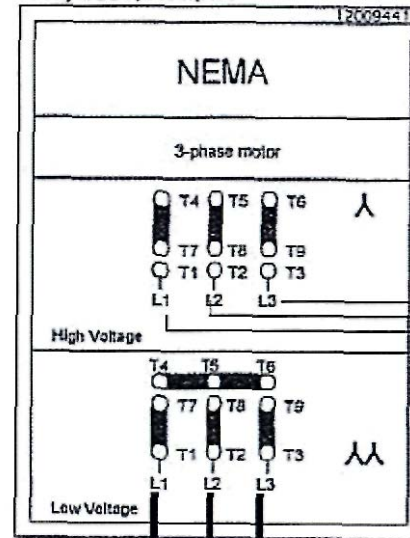 12009441
NEMA
3-phase motor
T4 T5 T6
T7 T8 T9
T1 T2 T3
L1 L2 L3
High Voltage
T4 T5 T6
T7 T8 T9
T1 T2 T3
L1 L2 L3
Low Voltage